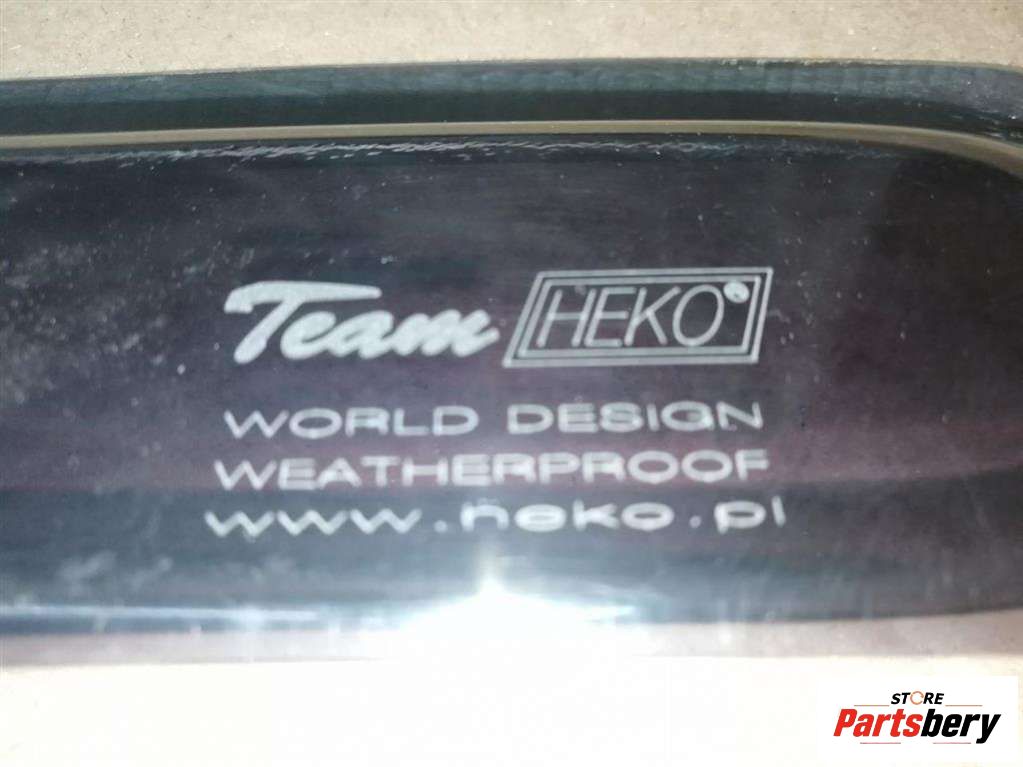 Team HEKO
WORLD DESIGN
WEATHERPROOF
www.heko.pl
STORE
Partsbery